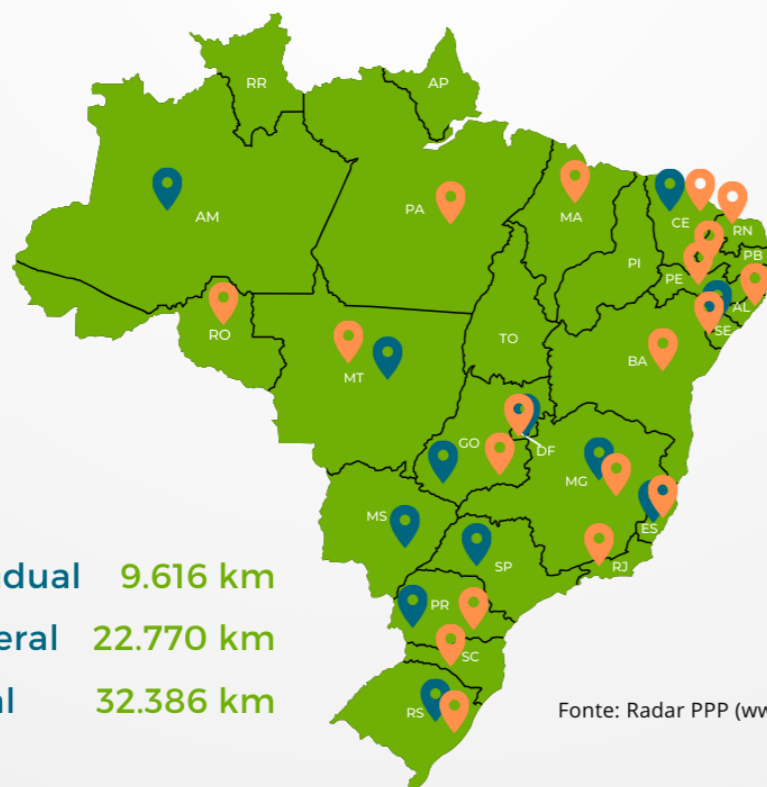 RR
AP
AM
PA
MA
CE
RN
PI
PB
PE
AL
SE
RO
TO
MT
BA
GO
DF
MG
MS
ES
SP
RJ
dual 9.616 km
PR
eral 22.770 km
SC
al 32.386 km
RS
Fonte: Radar PPP (ww